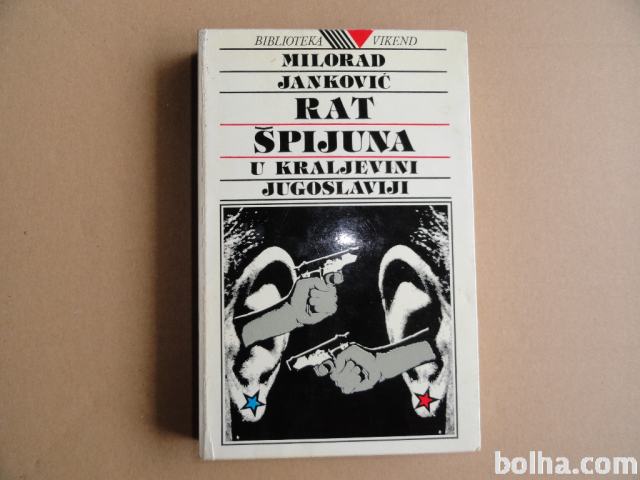 BIBLIOTEKA VIKEND
MILORAD
JANKOVIĆ
RAT
ŠPIJUNA
U KRALJEVINI
JUGOSLAVIJI
bolha.com